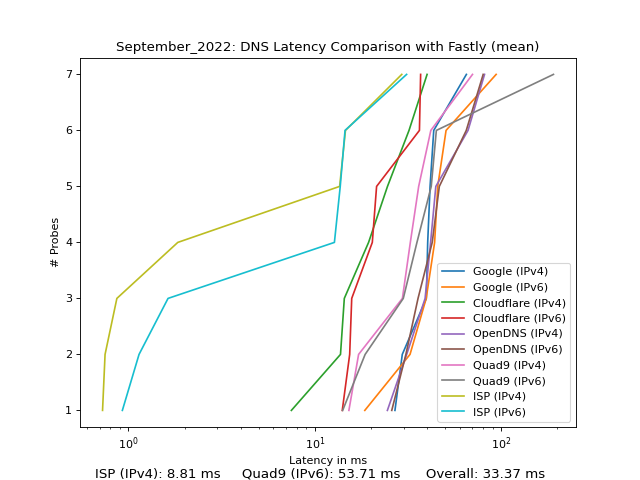 September_2022: DNS Latency Comparison with Fastly (mean)
# Probes
7
6
5
4
3
2
1
Google (IPv4)
Google (IPv6)
Cloudflare (IPv4)
Cloudflare (IPv6)
OpenDNS (IPv4)
OpenDNS (IPv6)
Quad9 (IPv4)
Quad9 (IPv6)
ISP (IPv4)
ISP (IPv6)
10⁰ 10¹ 10²
Latency in ms
ISP (IPv4): 8.81 ms Quad9 (IPv6): 53.71 ms Overall: 33.37 ms